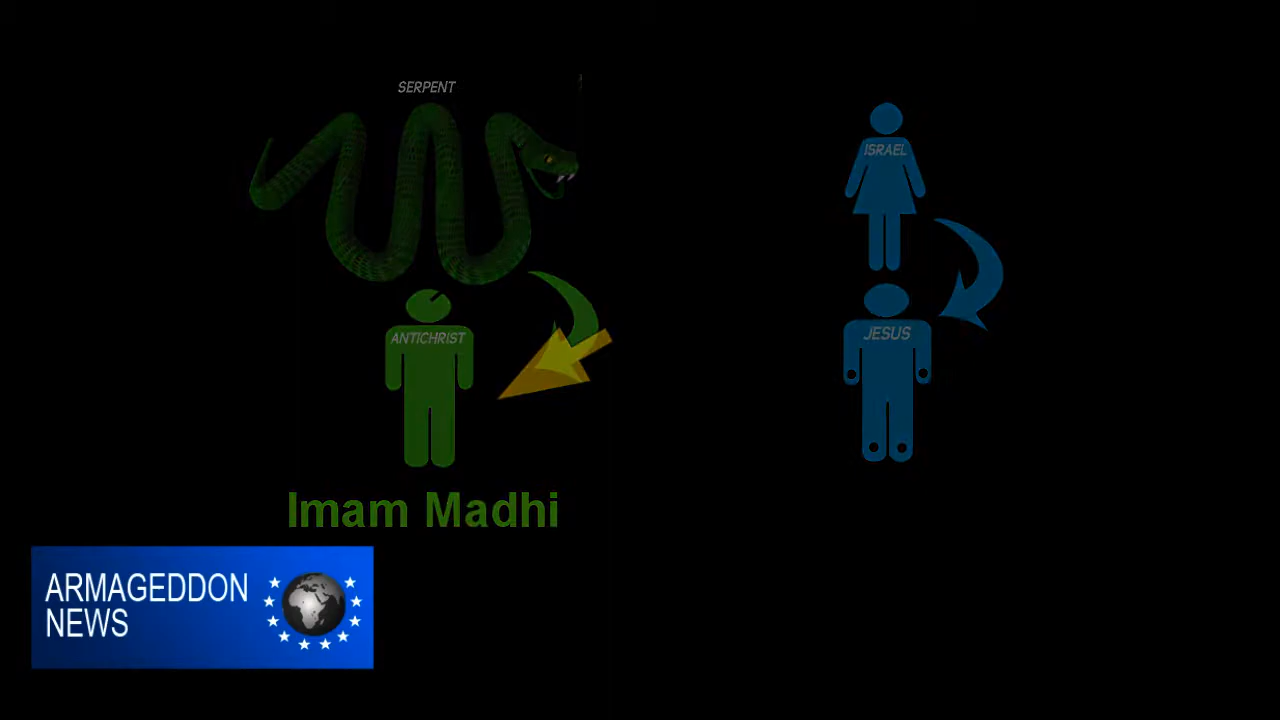 SERPENT
ISRAEL
ANTICHRIST
JESUS
Imam Madhi
ARMAGEDDON
NEWS